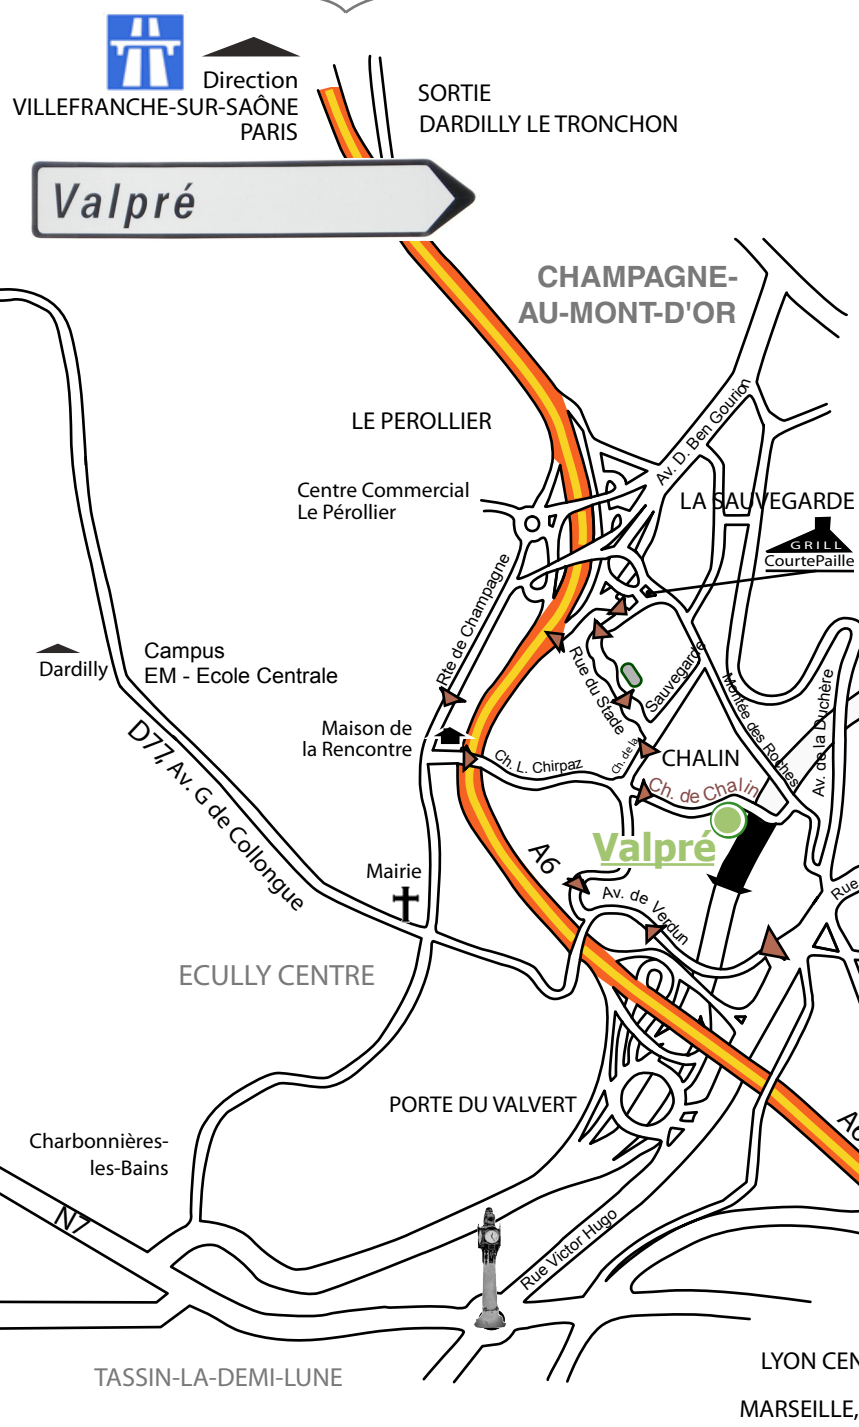 Direction
VILLEFRANCHE-SUR-SAÔNE
PARIS
SORTIE
DARDILLY LE TRONCHON
Valpré
CHAMPAGNE-
AU-MONT-D'OR
LE PEROLLIER
Av. D. Ben Gourion
Centre Commercial
Le Pérollier
LA SAUVEGARDE
GRILL
CourtePaille
Rte de Champagne
Dardilly
Campus
EM - Ecole Centrale
Rue du Stade
Sauvegarde
Ch. de la
Montée des Roches
Av. de la Duchère
D77, Av. G de Collongue
Maison de
la Rencontre
Ch. L. Chirpaz
CHALIN
Ch. de Chalin
Valpré
A6
Mairie
Av. de Verdun
Rue
ECULLY CENTRE
PORTE DU VALVERT
A6
Charbonnières-
les-Bains
N7
Rue Victor Hugo
TASSIN-LA-DEMI-LUNE
LYON CEN
MARSEILLE,